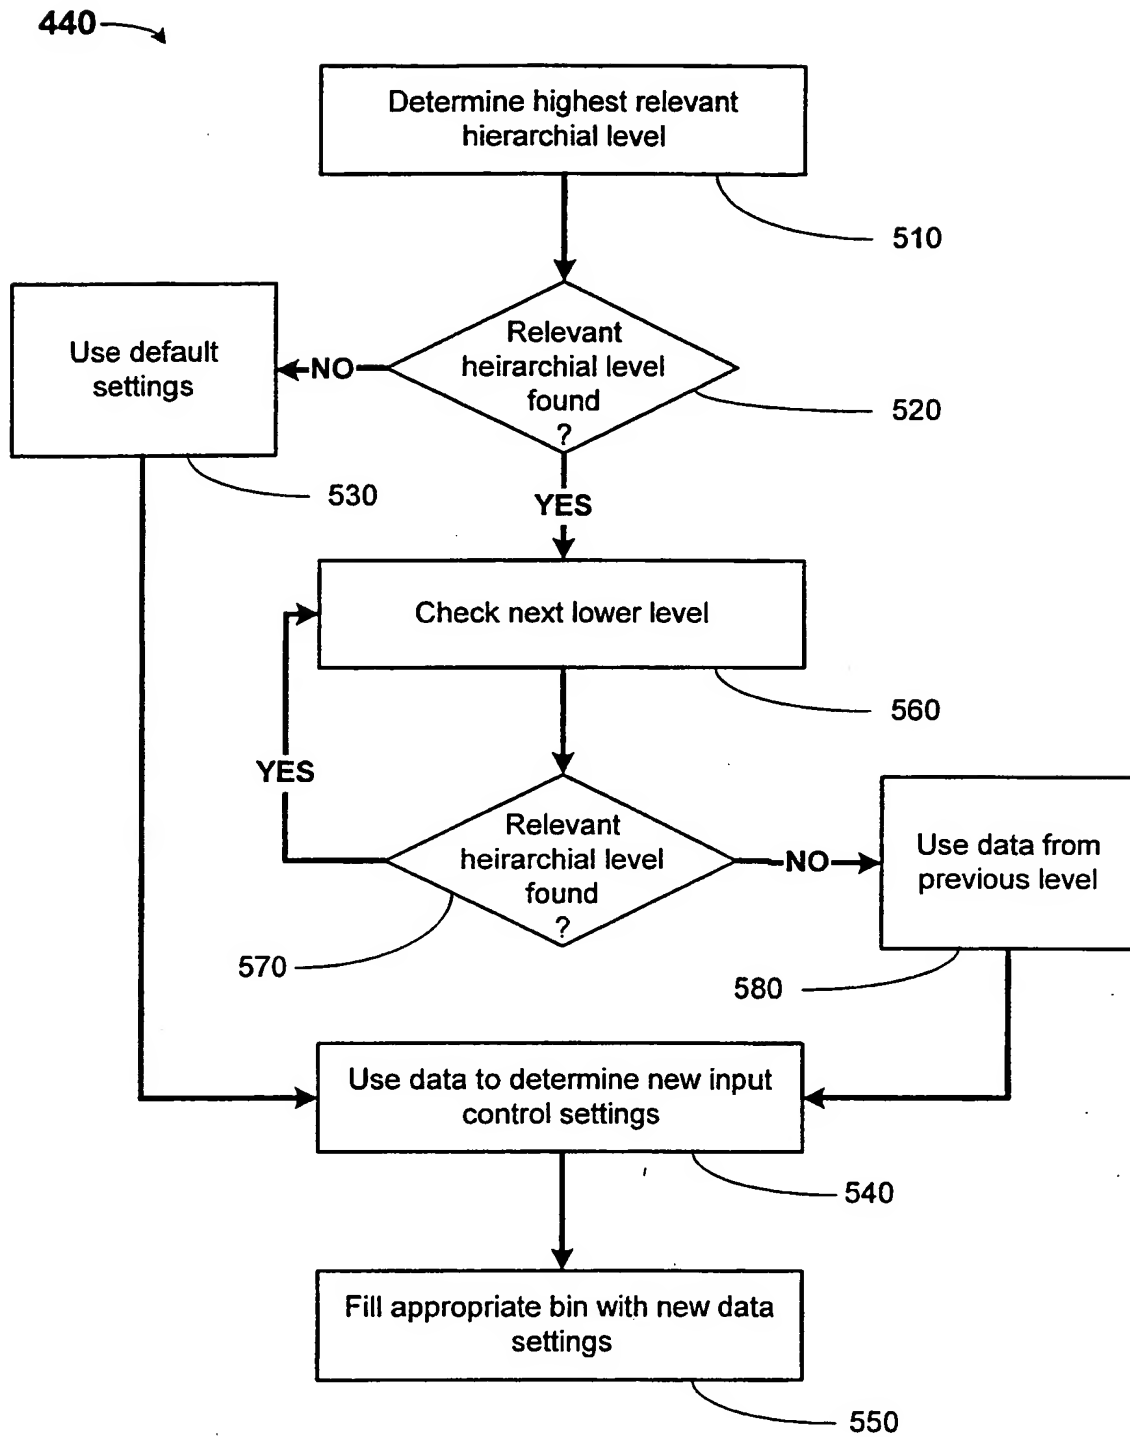 440
Determine highest relevant
hierarchial level
510
Relevant
heirarchial level
found
?
NO
Use default
settings
520
530
YES
Check next lower level
560
YES
Relevant
heirarchial level
found
?
NO
Use data from
previous level
570
580
Use data to determine new input
control settings
540
Fill appropriate bin with new data
settings
550